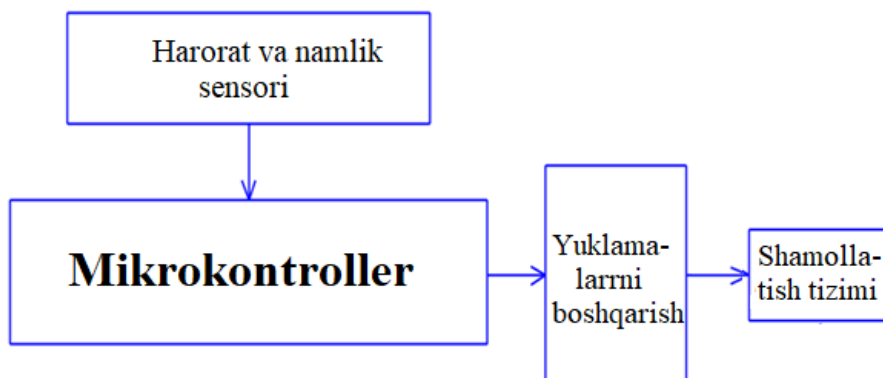 Harorat va namlik
sensori
Mikrokontroller
Yuklama-
larrni
boshqarish
Shamolla-
tish tizimi